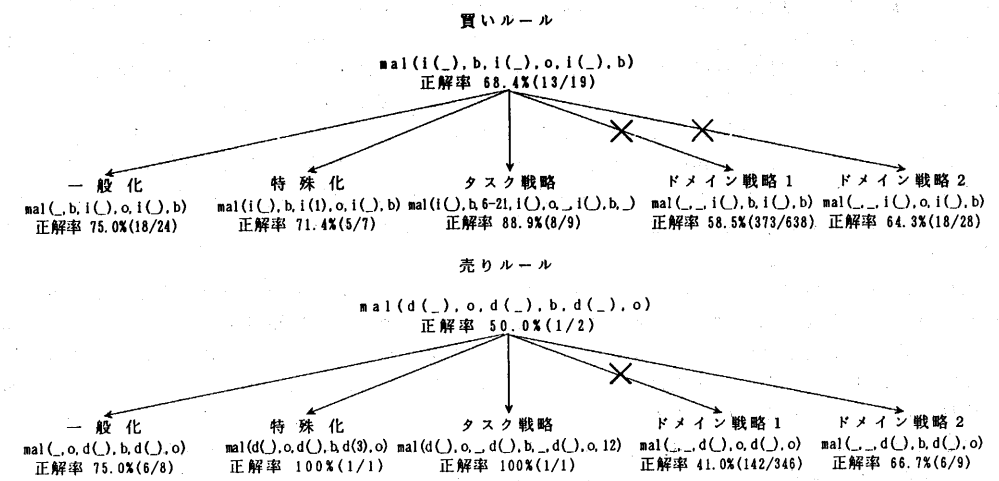 買いルール
mal(i(_),b,i(_),o,i(_),b)
正解率 68.4%(13/19)
一般化
mal(_,b,i(_),o,i(_),b)
正解率 75.0%(18/24)
特殊化
mal(i(_),b,i(1),o,i(_),b)
正解率 71.4%(5/7)
タスク戦略
mal(i(_),b,6-21,i(_),o,_,i(_),b,_)
正解率 88.9%(8/9)
ドメイン戦略1
mal(_,_,i(_),b,i(_),b)
正解率 58.5%(373/638)
ドメイン戦略2
mal(_,_,i(_),o,i(_),b)
正解率 64.3%(18/28)
売りルール
mal(d(_),o,d(_),b,d(_),o)
正解率 50.0%(1/2)
一般化
mal(_,o,d(_),b,d(_),o)
正解率 75.0%(6/8)
特殊化
mal(d(_),o,d(_),b,d(3),o)
正解率 100%(1/1)
タスク戦略
mal(d(_),o,_,d(_),b,_,d(_),o,12)
正解率 100%(1/1)
ドメイン戦略1
mal(_,_,d(_),o,d(_),o)
正解率 41.0%(142/346)
ドメイン戦略2
mal(_,_,d(_),b,d(_),o)
正解率 66.7%(6/9)